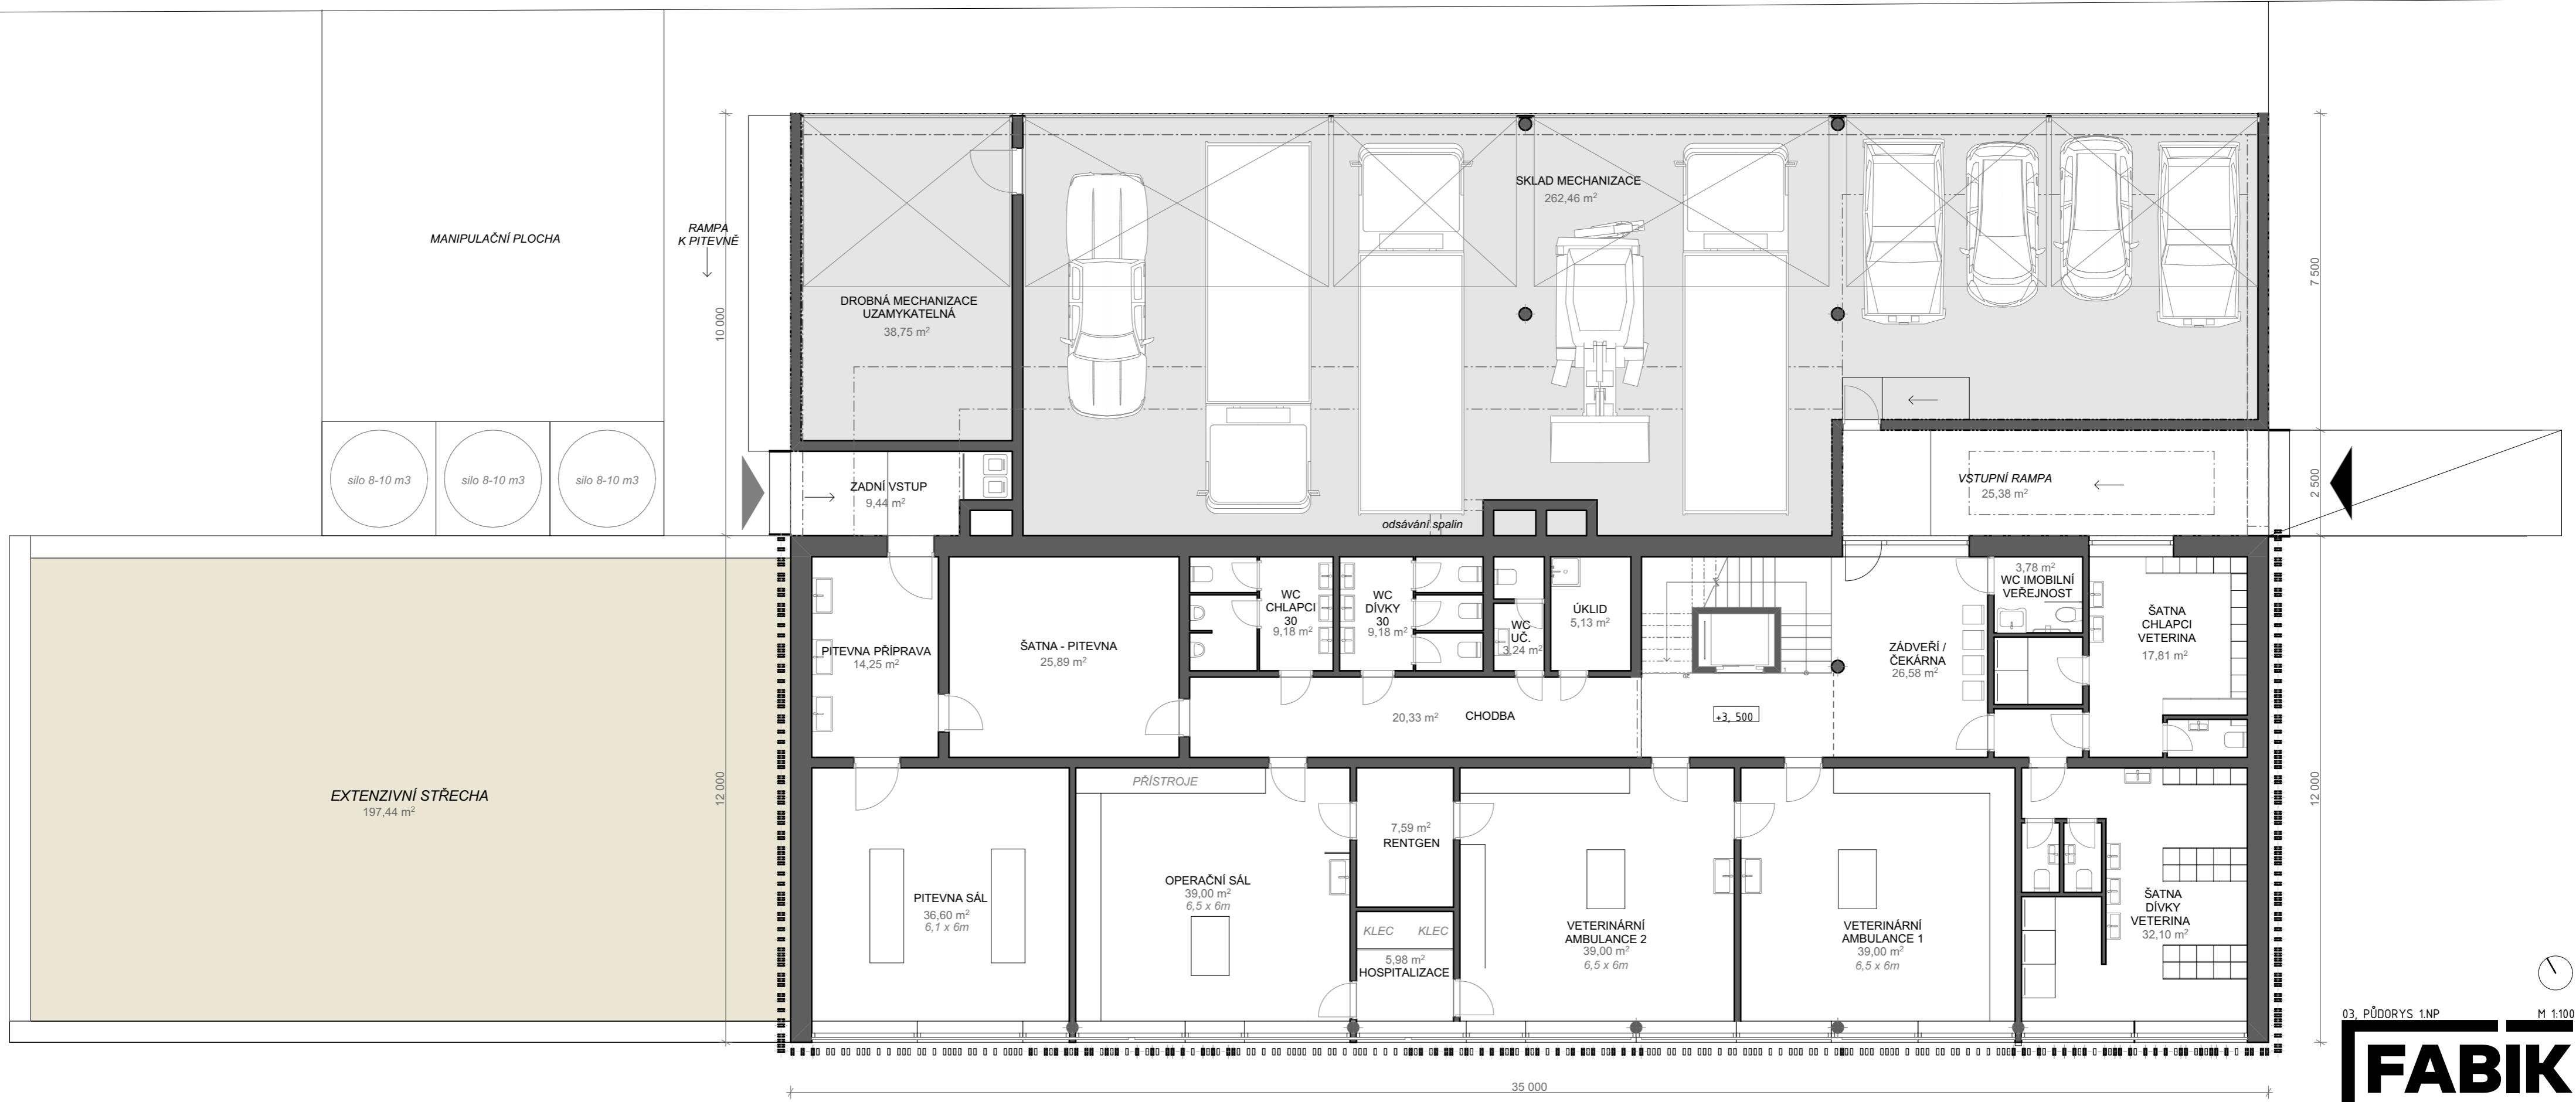 MANIPULAČNÍ PLOCHA
RAMPA
K PITEVNĚ
silo 8-10 m3
silo 8-10 m3
silo 8-10 m3
EXTENZIVNÍ STŘECHA
197,44 m²
10 000
12 000
DROBNÁ MECHANIZACE
UZAMYKATELNÁ
38,75 m²
SKLAD MECHANIZACE
262,46 m²
ZADNÍ VSTUP
9,44 m²
odsávání spalin
VSTUPNÍ RAMPA
25,38 m²
7 500
2 500
12 000
PITEVNA PŘÍPRAVA
14,25 m²
ŠATNA - PITEVNA
25,89 m²
WC
CHLAPCI
30
9,18 m²
WC
DÍVKY
30
9,18 m²
WC
UČ.
3,24 m²
ÚKLID
5,13 m²
20,33 m² CHODBA
+3, 500
ZÁDVEŘÍ /
ČEKÁRNA
26,58 m²
3,78 m²
WC IMOBILNÍ
VEŘEJNOST
ŠATNA
CHLAPCI
VETERINA
17,81 m²
PITEVNA SÁL
36,60 m²
6,1 x 6m
PŘÍSTROJE
OPERAČNÍ SÁL
39,00 m²
6,5 x 6m
7,59 m²
RENTGEN
KLEC KLEC
5,98 m²
HOSPITALIZACE
VETERINÁRNÍ
AMBULANCE 2
39,00 m²
6,5 x 6m
VETERINÁRNÍ
AMBULANCE 1
39,00 m²
6,5 x 6m
ŠATNA
DÍVKY
VETERINA
32,10 m²
35 000
03, PŮDORYS 1.NP M 1:100
FABIK